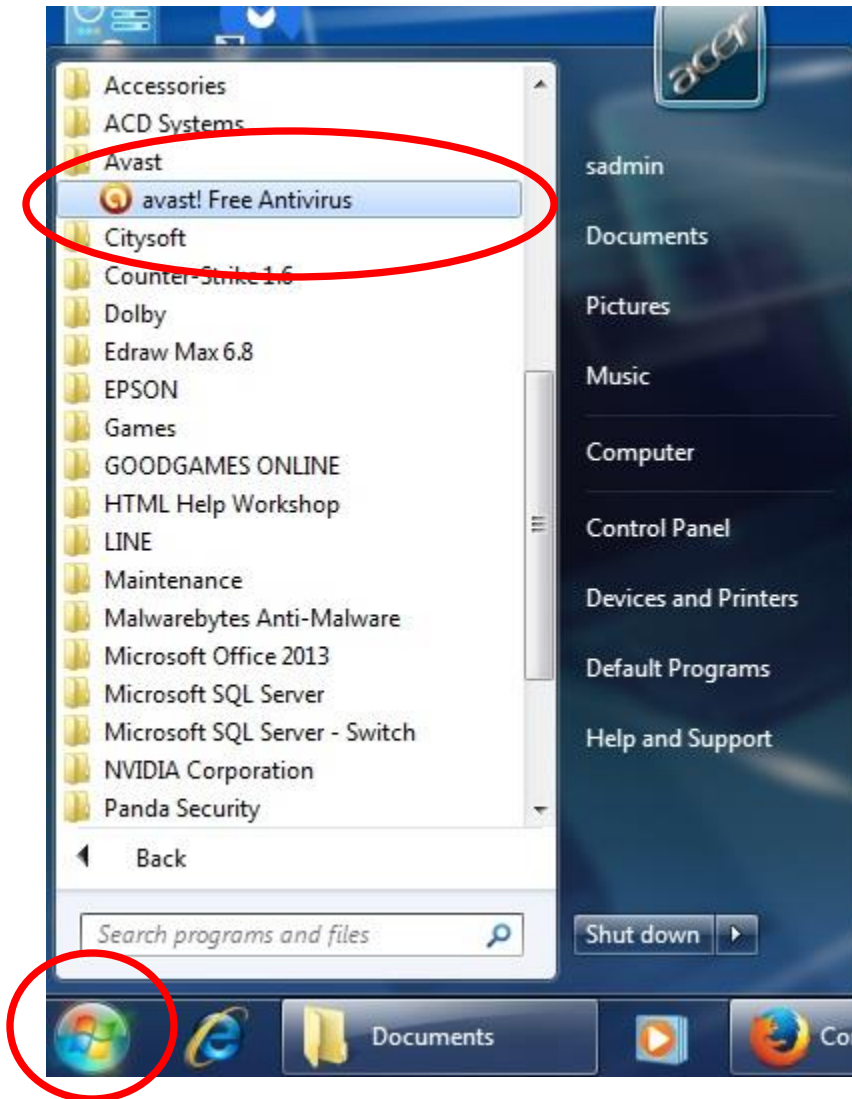 acer
Accessories
ACD Systems
Avast
avast! Free Antivirus
Citysoft
Counter-Strike 1.6
Dolby
Edraw Max 6.8
EPSON
Games
GOODGAMES ONLINE
HTML Help Workshop
LINE
Maintenance
Malwarebytes Anti-Malware
Microsoft Office 2013
Microsoft SQL Server
Microsoft SQL Server - Switch
NVIDIA Corporation
Panda Security
Back
Search programs and files
sadmin
Documents
Pictures
Music
Computer
Control Panel
Devices and Printers
Default Programs
Help and Support
Shut down
Documents
Co